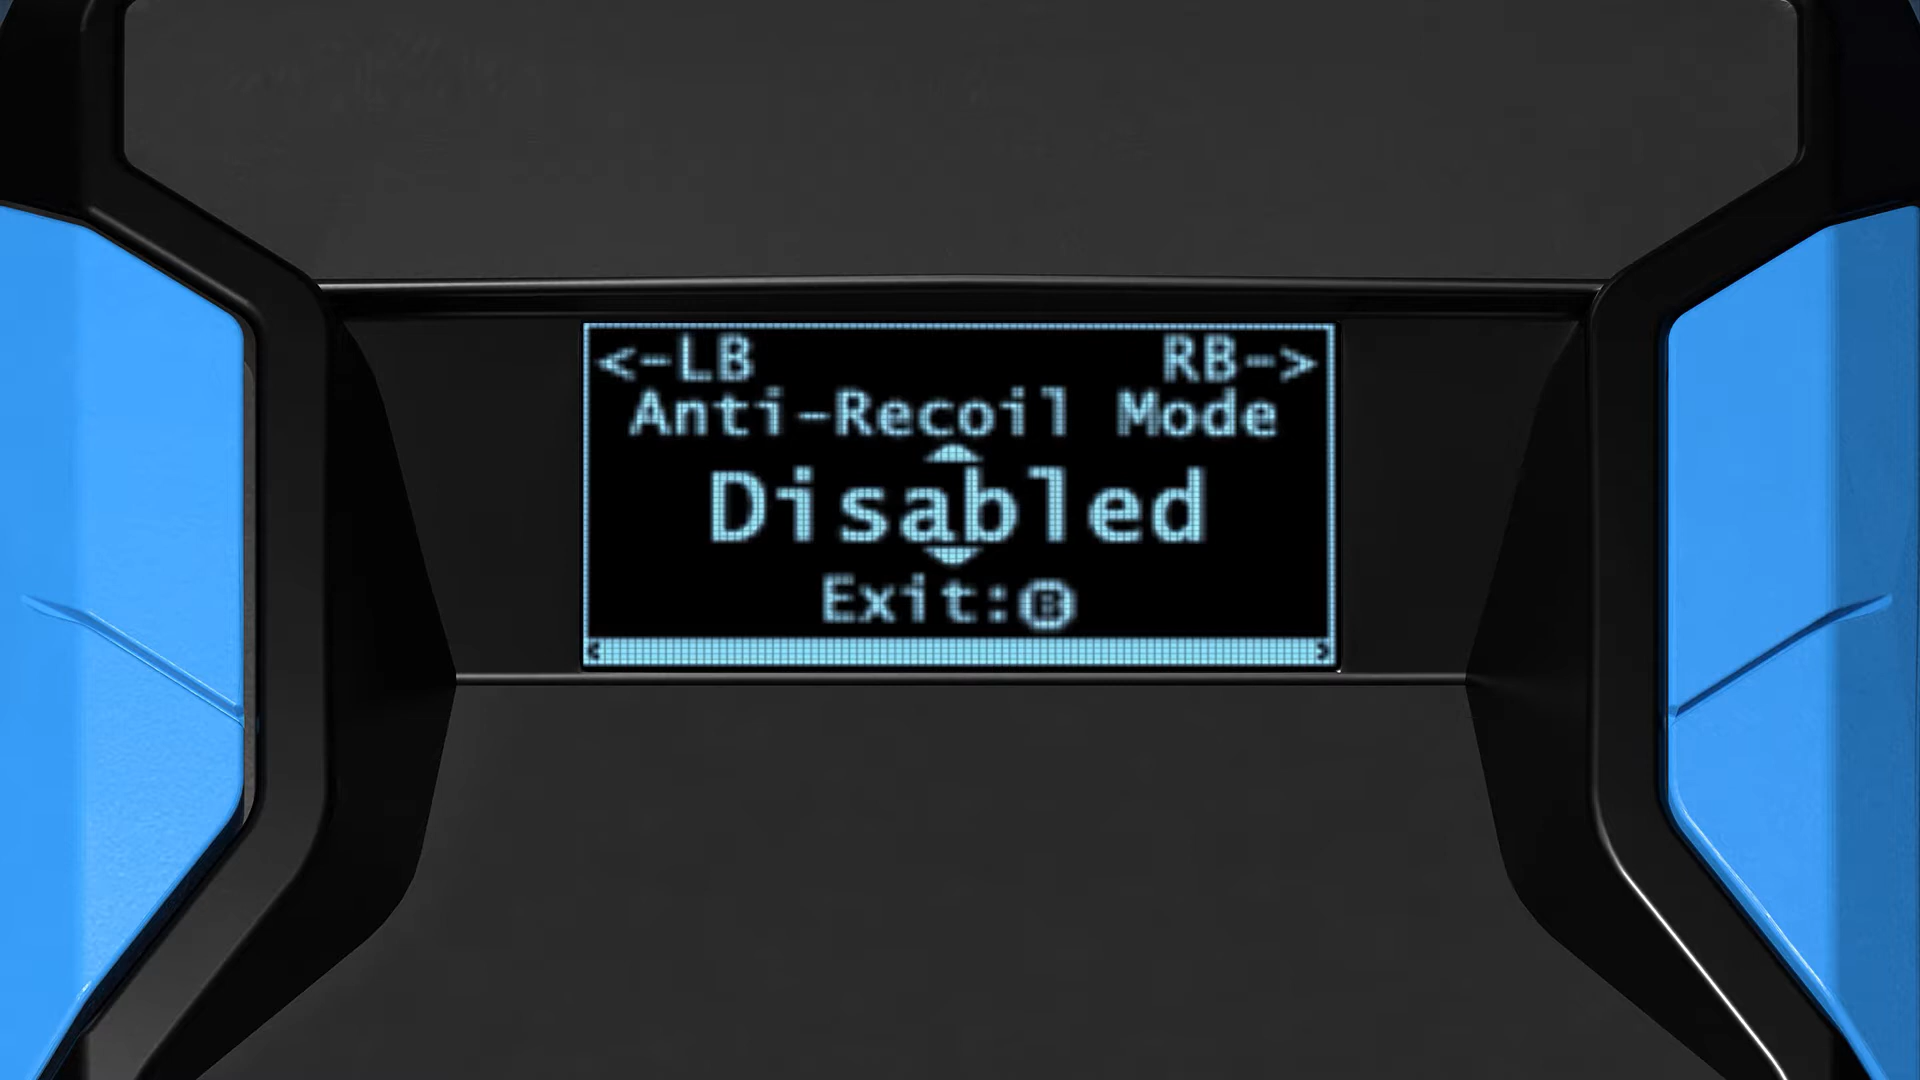 <-LB RB->
Anti-Recoil Mode
Disabled
Exit:Ⓑ
< >